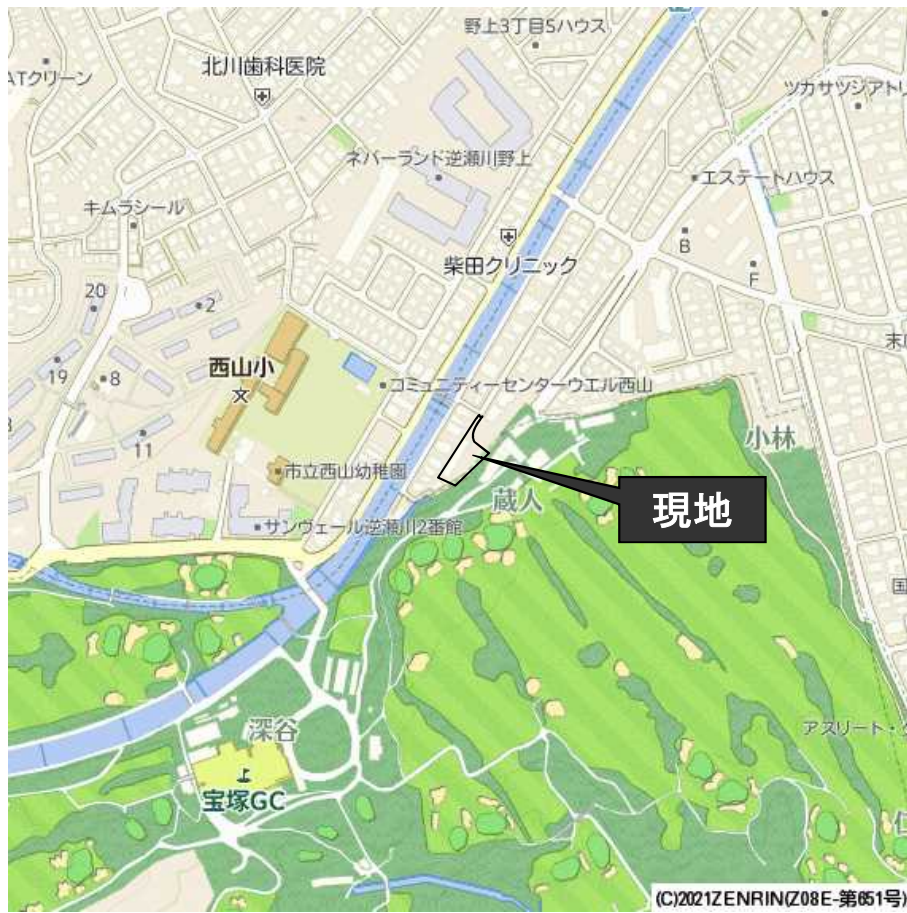 野上3丁目5ハウス
北川歯科医院
ATクリーン
ツカサツジアトリ
ネバーランド逆瀬川野上
エステートハウス
キムラシール
柴田クリニック
B
F
20
2
西山小
文
19
8
コミュニティーセンターウエル西山
小林
11
市立西山幼稚園
蔵人
現地
サンヴェール逆瀬川2番館
国
深谷
アスリート・ク
宝塚GC
(C)2021ZENRIN(Z08E-第651号)